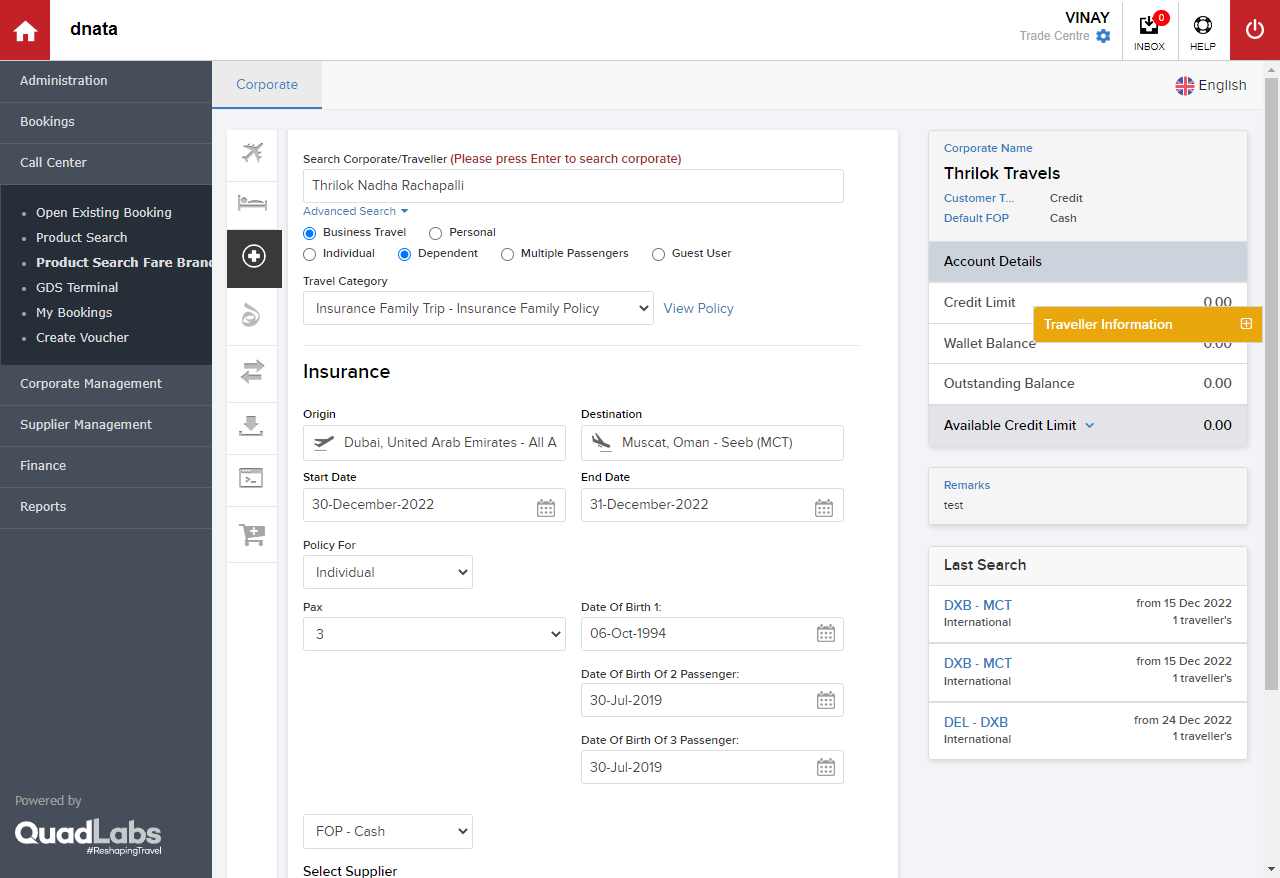 dnata
VINAY
Trade Centre
0
INBOX
HELP
Administration
Bookings
Call Center
Open Existing Booking
Product Search
Product Search Fare Bran
GDS Terminal
My Bookings
Create Voucher
Corporate Management
Supplier Management
Finance
Reports
Powered by
QuadLabs
#ReshapingTravel
Corporate
English
Search Corporate/Traveller (Please press Enter to search corporate)
Thrilok Nadha Rachapalli
Advanced Search
Business Travel Personal
Individual Dependent Multiple Passengers Guest User
Travel Category
Insurance Family Trip - Insurance Family Policy View Policy
Insurance
Origin Destination
Dubai, United Arab Emirates - All A Muscat, Oman - Seeb (MCT)
Start Date End Date
30-December-2022 31-December-2022
Policy For
Individual
Pax Date Of Birth 1:
3 06-Oct-1994
Date Of Birth Of 2 Passenger:
30-Jul-2019
Date Of Birth Of 3 Passenger:
30-Jul-2019
FOP - Cash
Select Supplier
Corporate Name
Thrilok Travels
Customer T... Credit
Default FOP Cash
Account Details
Credit Limit 0.00
Traveller Information
Wallet Balance 0.00
Outstanding Balance 0.00
Available Credit Limit 0.00
Remarks
test
Last Search
DXB - MCT from 15 Dec 2022
International 1 traveller's
DXB - MCT from 15 Dec 2022
International 1 traveller's
DEL - DXB from 24 Dec 2022
International 1 traveller's